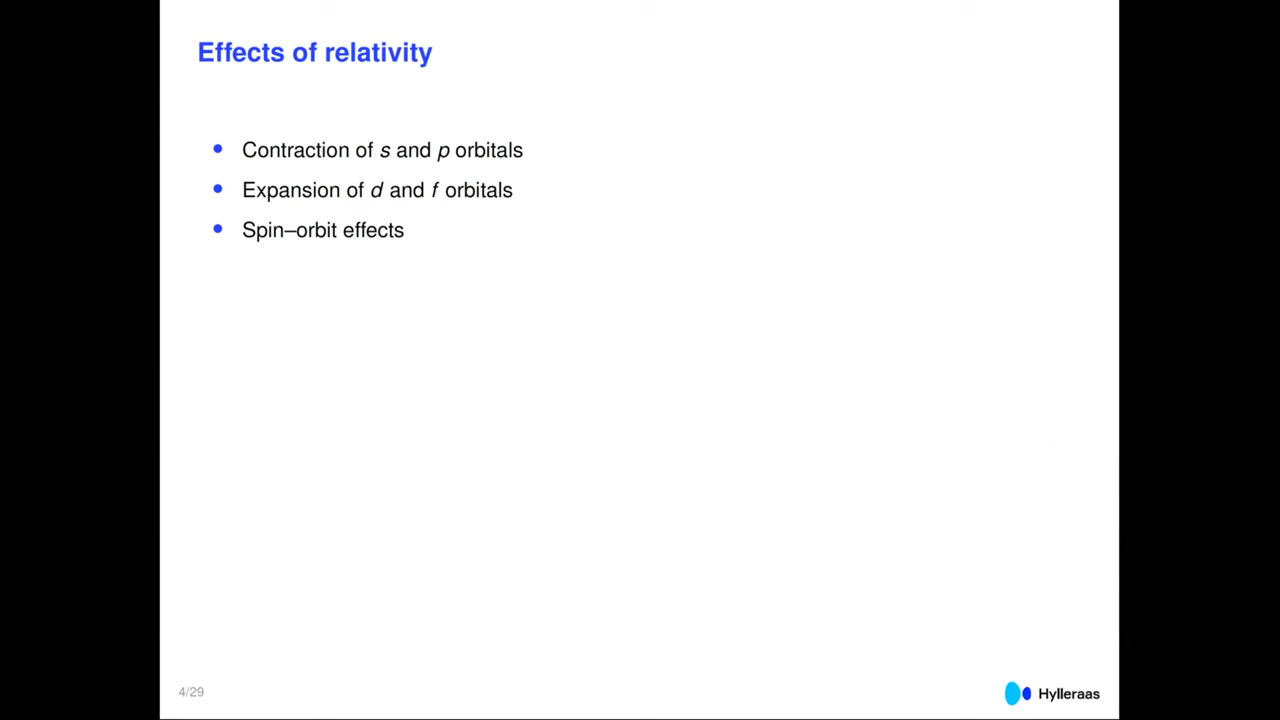 Effects of relativity
• Contraction of s and p orbitals
• Expansion of d and f orbitals
• Spin–orbit effects
4/29
Hylleraas